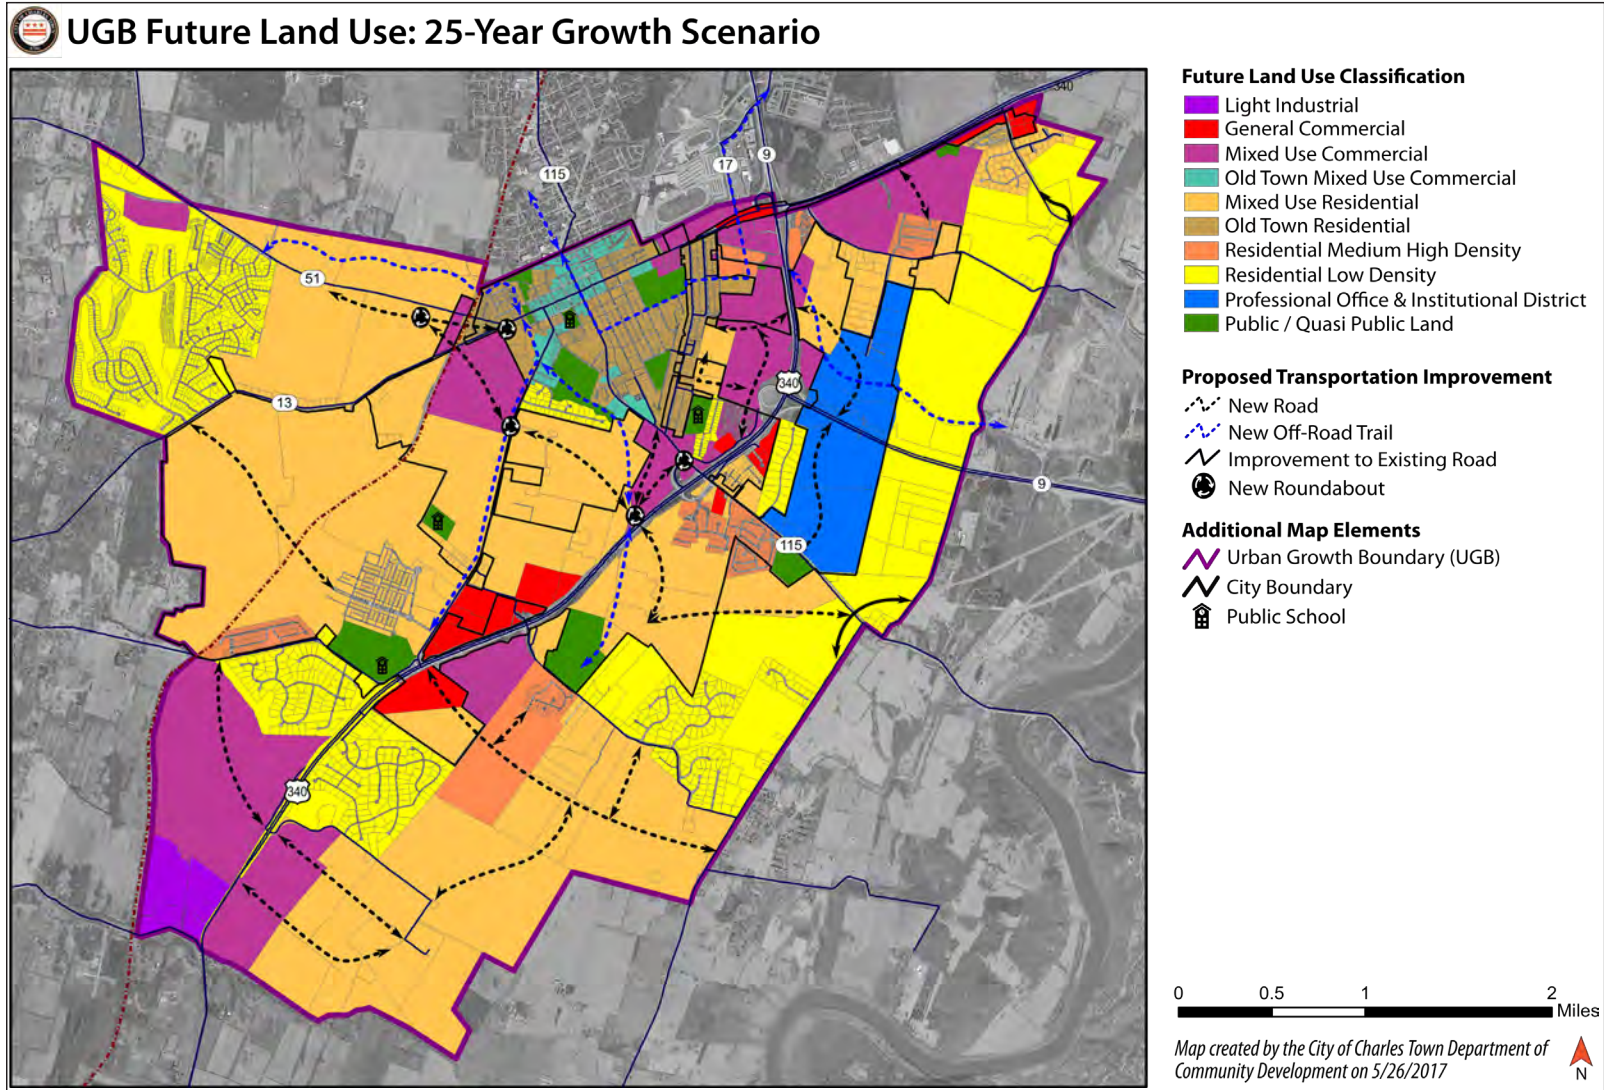 UGB Future Land Use: 25-Year Growth Scenario
Future Land Use Classification
Light Industrial
General Commercial
Mixed Use Commercial
Old Town Mixed Use Commercial
Mixed Use Residential
Old Town Residential
Residential Medium High Density
Residential Low Density
Professional Office & Institutional District
Public / Quasi Public Land
Proposed Transportation Improvement
New Road
New Off-Road Trail
Improvement to Existing Road
New Roundabout
Additional Map Elements
Urban Growth Boundary (UGB)
City Boundary
Public School
340
9
17
115
51
340
13
9
115
340
0 0.5 1 2
Miles
Map created by the City of Charles Town Department of
Community Development on 5/26/2017
N